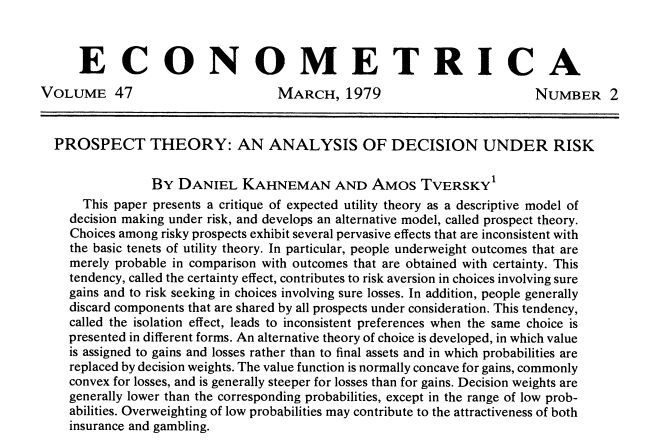 ECONOMETRICA
VOLUME 47 MARCH, 1979 NUMBER 2
PROSPECT THEORY: AN ANALYSIS OF DECISION UNDER RISK
BY DANIEL KAHNEMAN AND AMOS TVERSKY¹
This paper presents a critique of expected utility theory as a descriptive model of
decision making under risk, and develops an alternative model, called prospect theory.
Choices among risky prospects exhibit several pervasive effects that are inconsistent with
the basic tenets of utility theory. In particular, people underweight outcomes that are
merely probable in comparison with outcomes that are obtained with certainty. This
tendency, called the certainty effect, contributes to risk aversion in choices involving sure
gains and to risk seeking in choices involving sure losses. In addition, people generally
discard components that are shared by all prospects under consideration. This tendency,
called the isolation effect, leads to inconsistent preferences when the same choice is
presented in different forms. An alternative theory of choice is developed, in which value
is assigned to gains and losses rather than to final assets and in which probabilities are
replaced by decision weights. The value function is normally concave for gains, commonly
convex for losses, and is generally steeper for losses than for gains. Decision weights are
generally lower than the corresponding probabilities, except in the range of low prob-
abilities. Overweighting of low probabilities may contribute to the attractiveness of both
insurance and gambling.